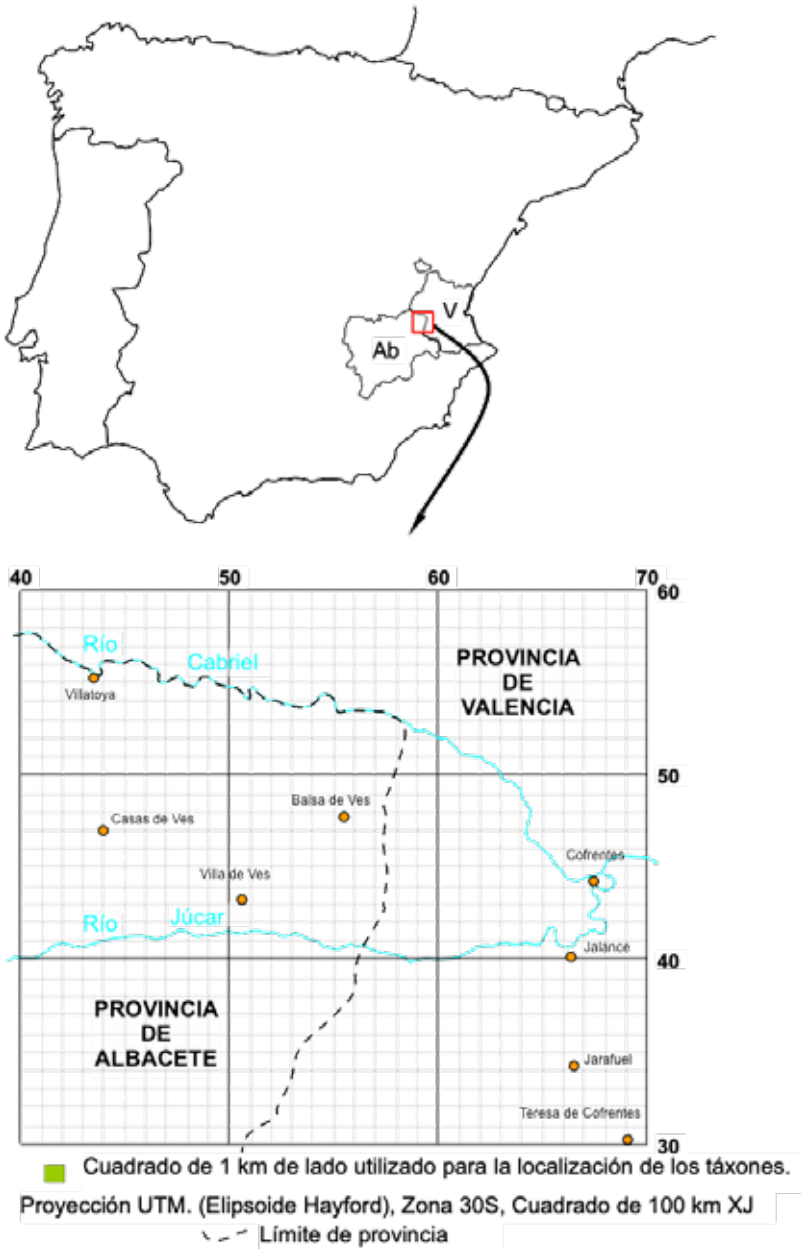 V
Ab
40 50 60 70
60
Río
Cabriel
PROVINCIA
DE
VALENCIA
Villatoya
50
Balsa de Ves
Casas de Ves
Cofrentes
Villa de Ves
Río
Júcar
Jalance
40
PROVINCIA
DE
ALBACETE
Jarafuel
Teresa de Cofrentes
30
Cuadrado de 1 km de lado utilizado para la localización de los táxones.
Proyección UTM. (Elipsoide Hayford), Zona 30S, Cuadrado de 100 km XJ
Límite de provincia